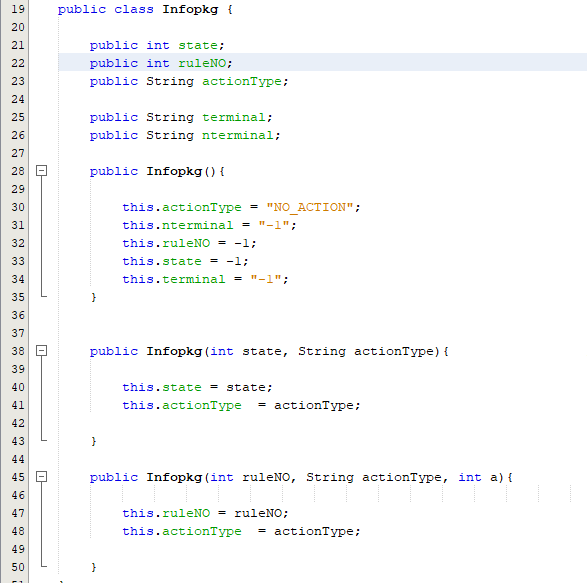 19 public class Infopkg {
20
21     public int state;
22     public int ruleNO;
23     public String actionType;
24
25     public String terminal;
26     public String nterminal;
27
28     public Infopkg(){
29
30         this.actionType = "NO_ACTION";
31         this.nterminal = "-1";
32         this.ruleNO = -1;
33         this.state = -1;
34         this.terminal = "-1";
35     }
36
37
38     public Infopkg(int state, String actionType){
39
40         this.state = state;
41         this.actionType  = actionType;
42
43     }
44
45     public Infopkg(int ruleNO, String actionType, int a){
46
47         this.ruleNO = ruleNO;
48         this.actionType  = actionType;
49
50     }